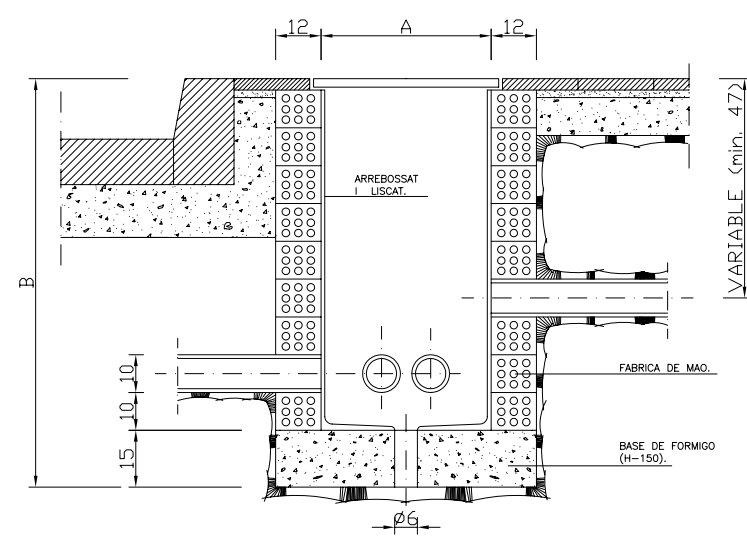 12
A
12
VARIABLE (min. 47)
ARREBOSSAT
I LISCAT.
B
10
10
15
FABRICA DE MAO.
BASE DE FORMIGO
(H-150).
Ø6